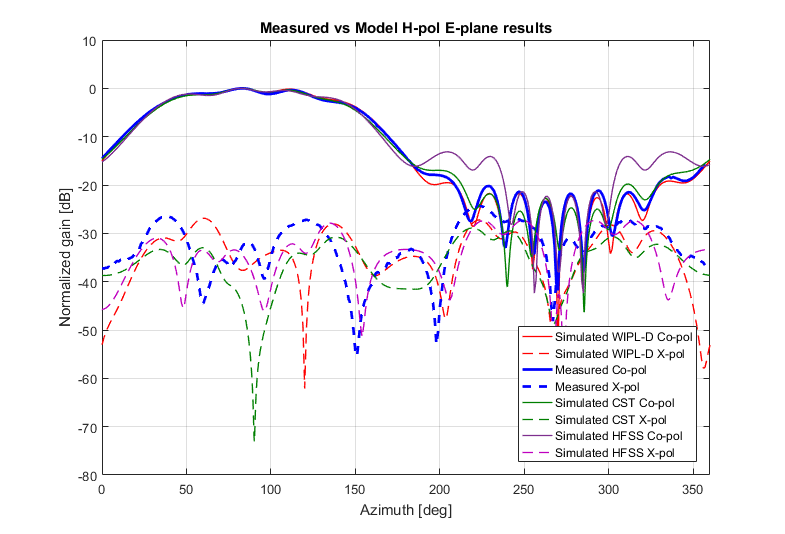 Measured vs Model H-pol E-plane results
Normalized gain [dB]
10
0
-10
-20
-30
-40
-50
-60
-70
-80
Simulated WIPL-D Co-pol
Simulated WIPL-D X-pol
Measured Co-pol
Measured X-pol
Simulated CST Co-pol
Simulated CST X-pol
Simulated HFSS Co-pol
Simulated HFSS X-pol
0 50 100 150 200 250 300 350
Azimuth [deg]